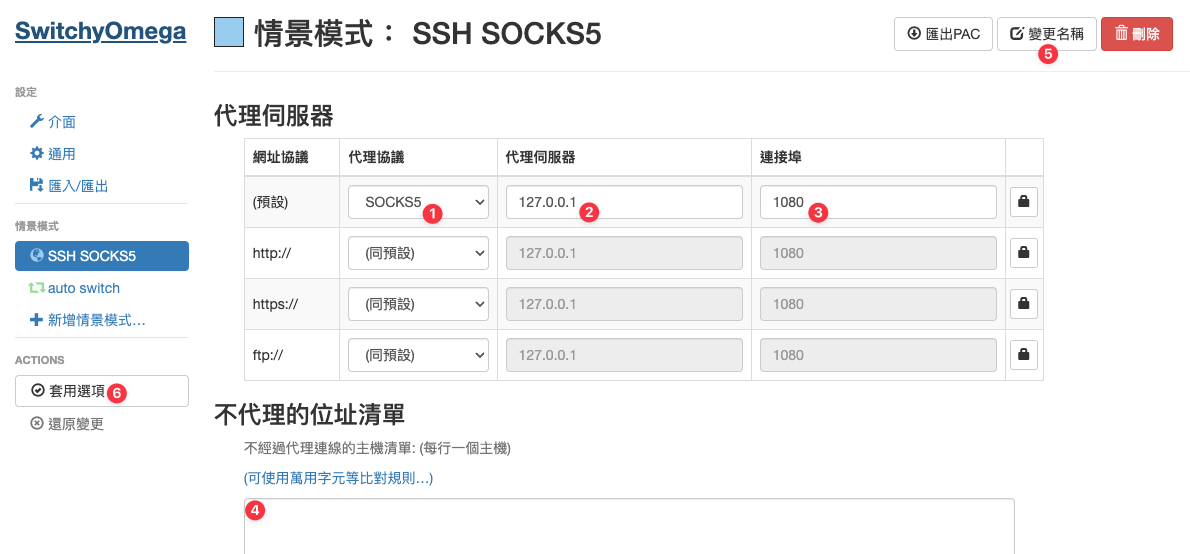 SwitchyOmega
情景模式： SSH SOCKS5
匯出PAC
變更名稱
刪除
5
設定
介面
通用
匯入/匯出
情景模式
SSH SOCKS5
auto switch
新增情景模式…
ACTIONS
套用選項
6
還原變更
代理伺服器
網址協議 代理協議 代理伺服器 連接埠
(預設) SOCKS5 127.0.0.1 1080
1 2 3
http:// (同預設) 127.0.0.1 1080
https:// (同預設) 127.0.0.1 1080
ftp:// (同預設) 127.0.0.1 1080
不代理的位址清單
不經過代理連線的主機清單: (每行一個主機)
(可使用萬用字元等比對規則…)
4